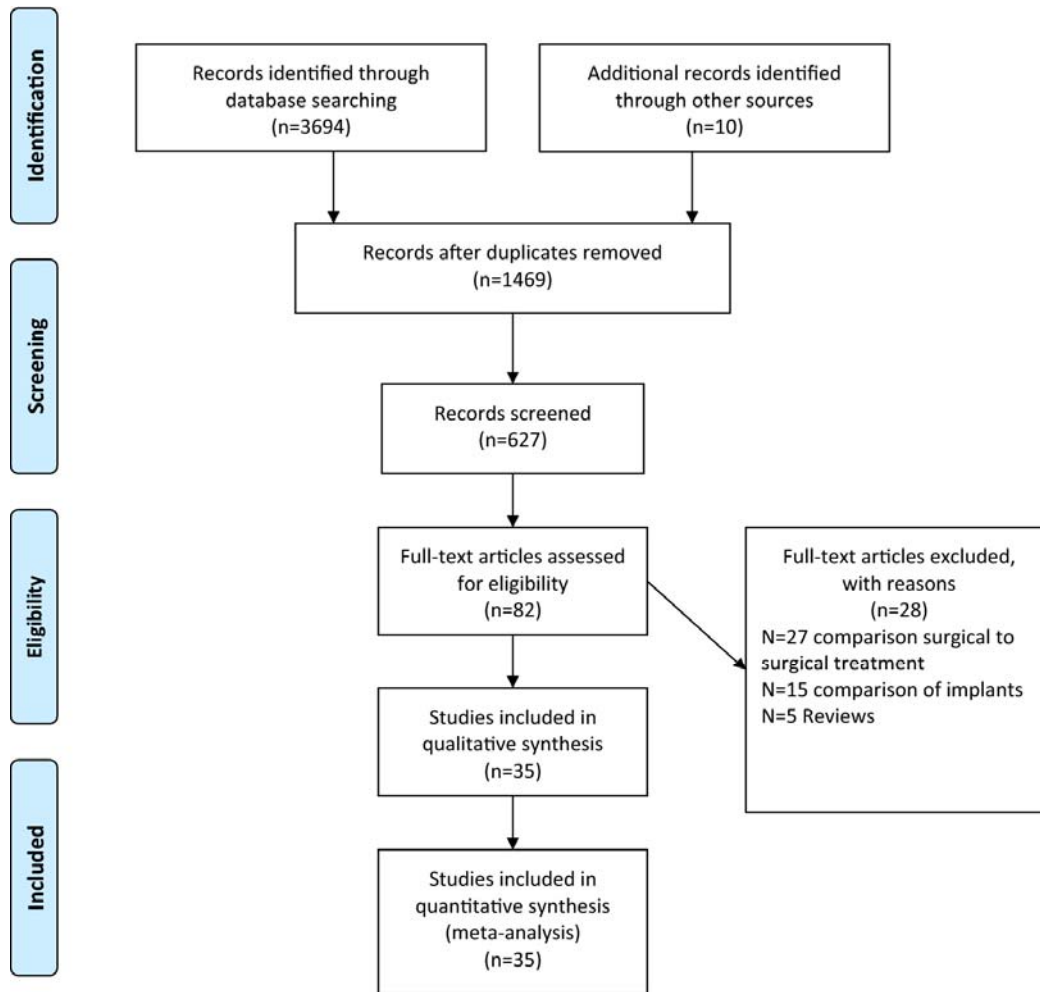 Identification
Records identified through
database searching
(n=3694)
Additional records identified
through other sources
(n=10)
Records after duplicates removed
(n=1469)
Screening
Records screened
(n=627)
Eligibility
Full-text articles assessed
for eligibility
(n=82)
Full-text articles excluded,
with reasons
(n=28)
N=27 comparison surgical to
surgical treatment
N=15 comparison of implants
N=5 Reviews
Studies included in
qualitative synthesis
(n=35)
Included
Studies included in
quantitative synthesis
(meta-analysis)
(n=35)